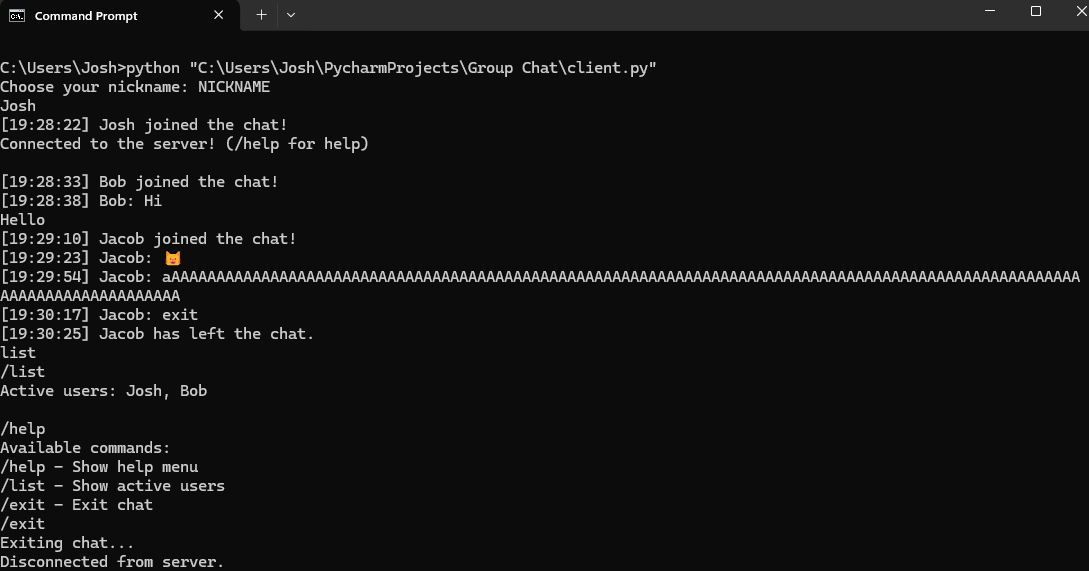 Command Prompt
C:\Users\Josh>python "C:\Users\Josh\PycharmProjects\Group Chat\client.py"
Choose your nickname: NICKNAME
Josh
[19:28:22] Josh joined the chat!
Connected to the server! (/help for help)
[19:28:33] Bob joined the chat!
[19:28:38] Bob: Hi
Hello
[19:29:10] Jacob joined the chat!
[19:29:23] Jacob: 😺
[19:29:54] Jacob: aAAAAAAAAAAAAAAAAAAAAAAAAAAAAAAAAAAAAAAAAAAAAAAAAAAAAAAAAAAAAAAAAAAAAAAAAAAAAAAAAAAAAAAAAAAAAAAAAAAAAA
AAAAAAAAAAAAAAAAAAAA
[19:30:17] Jacob: exit
[19:30:25] Jacob has left the chat.
list
/list
Active users: Josh, Bob
/help
Available commands:
/help - Show help menu
/list - Show active users
/exit - Exit chat
/exit
Exiting chat...
Disconnected from server.